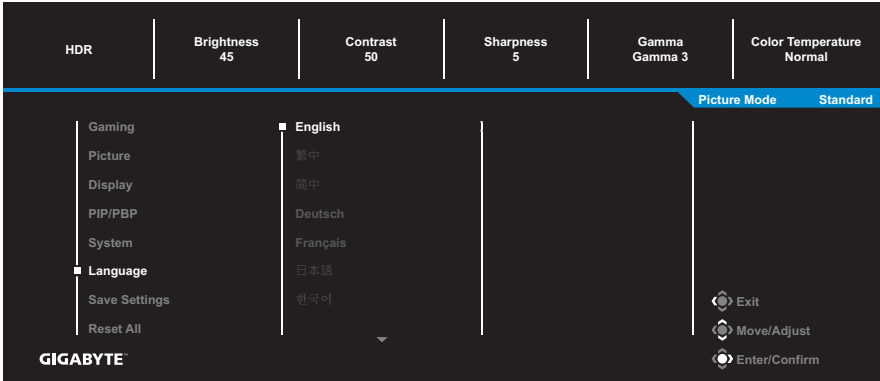 HDR
Brightness
45
Contrast
50
Sharpness
5
Gamma
Gamma 3
Color Temperature
Normal
Picture Mode Standard
Gaming
Picture
Display
PIP/PBP
System
Language
Save Settings
Reset All
English
繁中
简中
Deutsch
Français
日本語
한국어
Exit
Move/Adjust
Enter/Confirm
GIGABYTE™